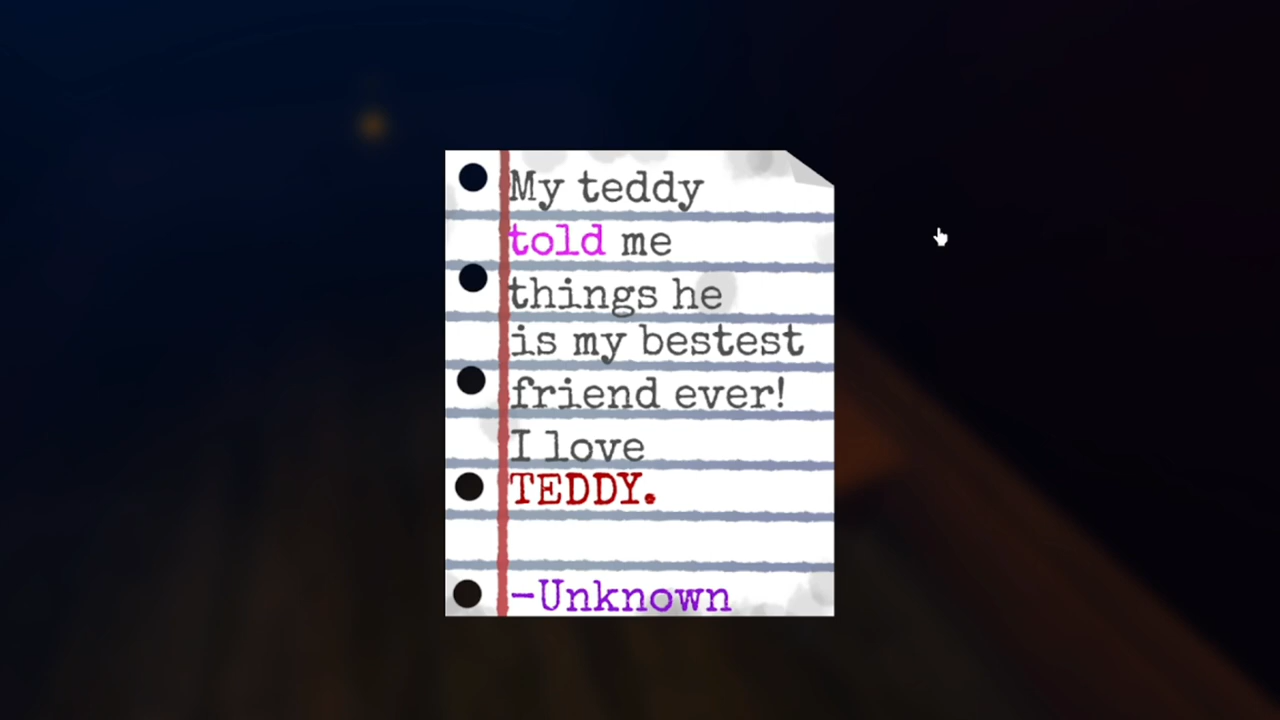 My teddy
told me
things he
is my bestest
friend ever!
I love
TEDDY.
-Unknown